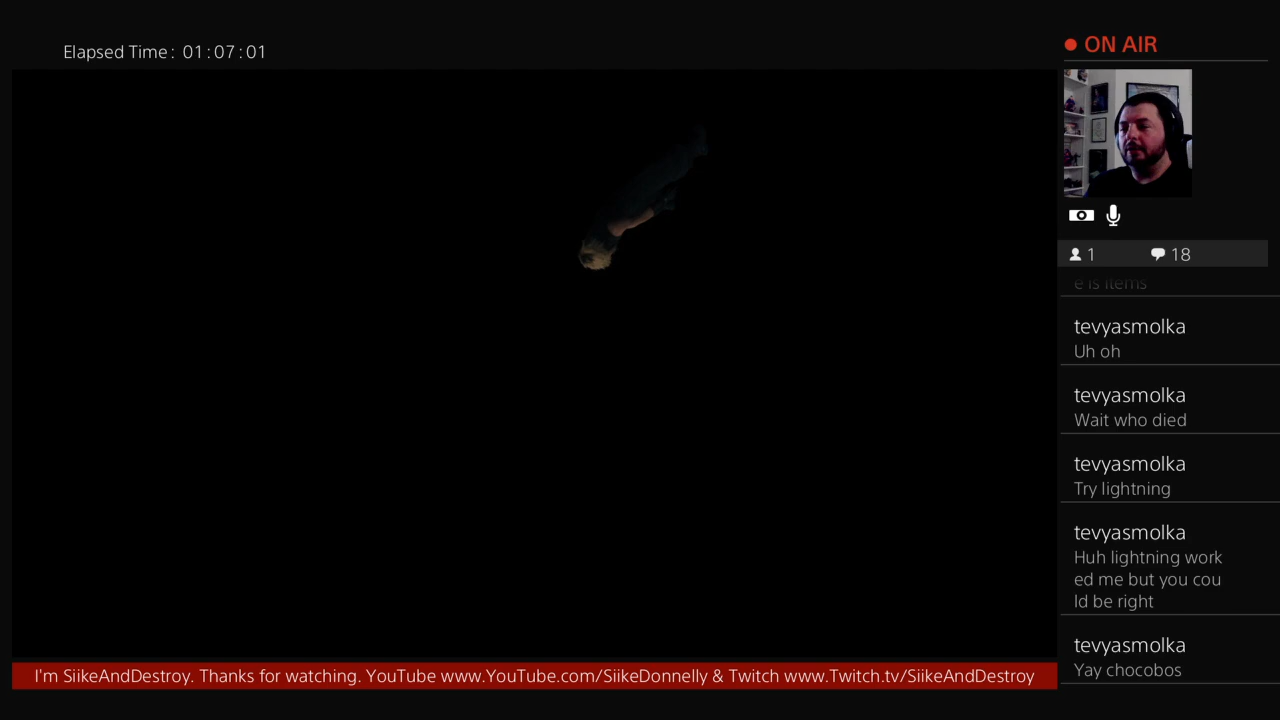 Elapsed Time: 01:07:01
ON AIR
1 18
e is items
tevyasmolka
Uh oh
tevyasmolka
Wait who died
tevyasmolka
Try lightning
tevyasmolka
Huh lightning work
ed me but you cou
ld be right
tevyasmolka
Yay chocobos
I'm SiikeAndDestroy. Thanks for watching. YouTube www.YouTube.com/SiikeDonnelly & Twitch www.Twitch.tv/SiikeAndDestroy